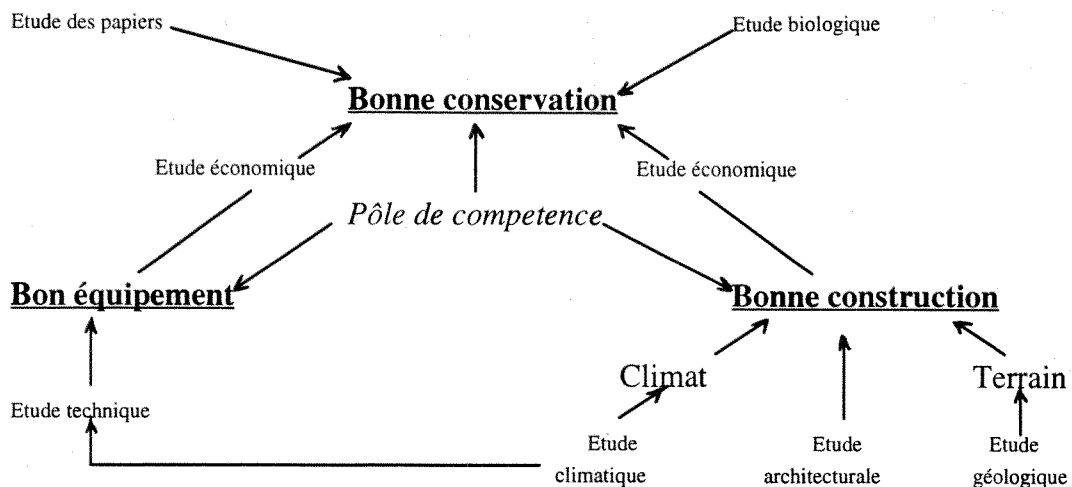 Etude des papiers
Etude biologique
Bonne conservation
Etude économique
Etude économique
Pôle de competence
Bon équipement
Bonne construction
Climat
Terrain
Etude technique
Etude
climatique
Etude
architecturale
Etude
géologique